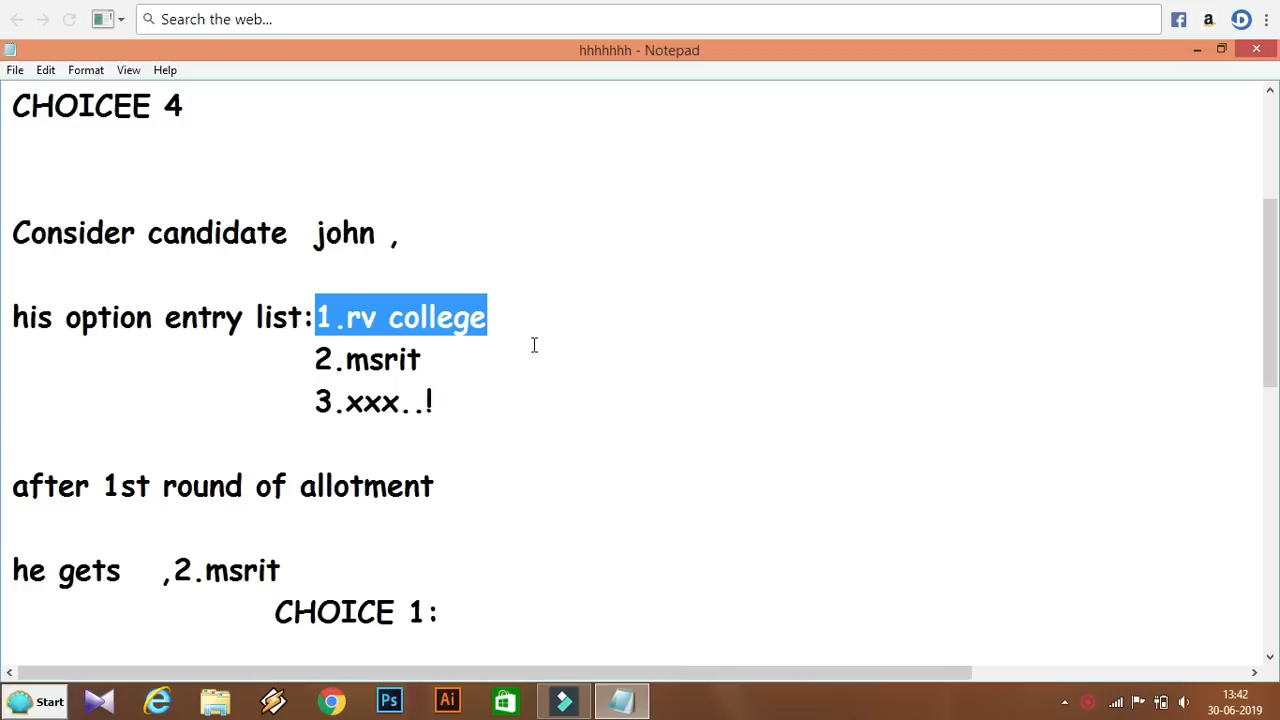 Search the web...
hhhhhhh - Notepad
File Edit Format View Help
CHOICEE 4
Consider candidate john ,
his option entry list:1.rv college
2.msrit
3.xxx..!
after 1st round of allotment
he gets ,2.msrit
CHOICE 1:
Start
Ps
Ai
13:42
30-06-2019